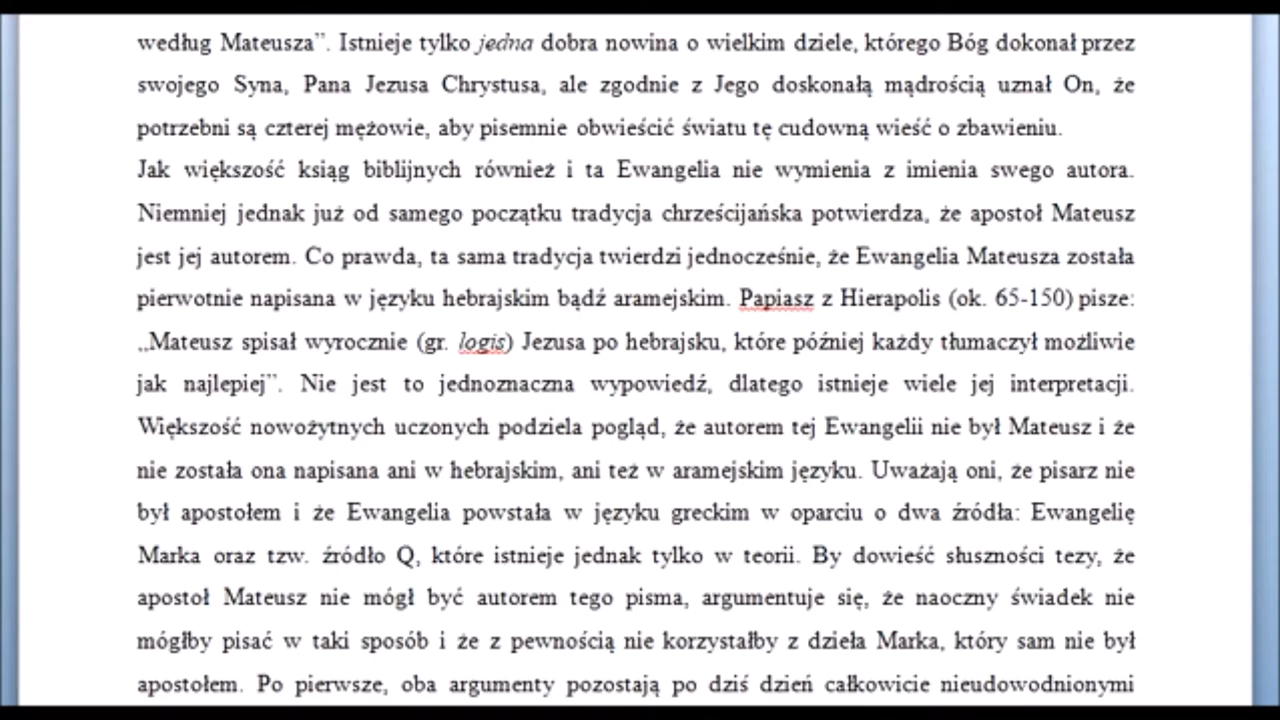 według Mateusza”. Istnieje tylko jedna dobra nowina o wielkim dziele, którego Bóg dokonał przez
swojego Syna, Pana Jezusa Chrystusa, ale zgodnie z Jego doskonałą mądrością uznał On, że
potrzebni są czterej mężowie, aby pisemnie obwieścić światu tę cudowną wieść o zbawieniu.
Jak większość ksiąg biblijnych również i ta Ewangelia nie wymienia z imienia swego autora.
Niemniej jednak już od samego początku tradycja chrześcijańska potwierdza, że apostoł Mateusz
jest jej autorem. Co prawda, ta sama tradycja twierdzi jednocześnie, że Ewangelia Mateusza została
pierwotnie napisana w języku hebrajskim bądź aramejskim. Papiasz z Hierapolis (ok. 65-150) pisze:
„Mateusz spisał wyrocznie (gr. logis) Jezusa po hebrajsku, które później każdy tłumaczył możliwie
jak najlepiej”. Nie jest to jednoznaczna wypowiedź, dlatego istnieje wiele jej interpretacji.
Większość nowożytnych uczonych podziela pogląd, że autorem tej Ewangelii nie był Mateusz i że
nie została ona napisana ani w hebrajskim, ani też w aramejskim języku. Uważają oni, że pisarz nie
był apostołem i że Ewangelia powstała w języku greckim w oparciu o dwa źródła: Ewangelię
Marka oraz tzw. źródło Q, które istnieje jednak tylko w teorii. By dowieść słuszności tezy, że
apostoł Mateusz nie mógł być autorem tego pisma, argumentuje się, że naoczny świadek nie
mógłby pisać w taki sposób i że z pewnością nie korzystałby z dzieła Marka, który sam nie był
apostołem. Po pierwsze, oba argumenty pozostają po dziś dzień całkowicie nieudowodnionymi